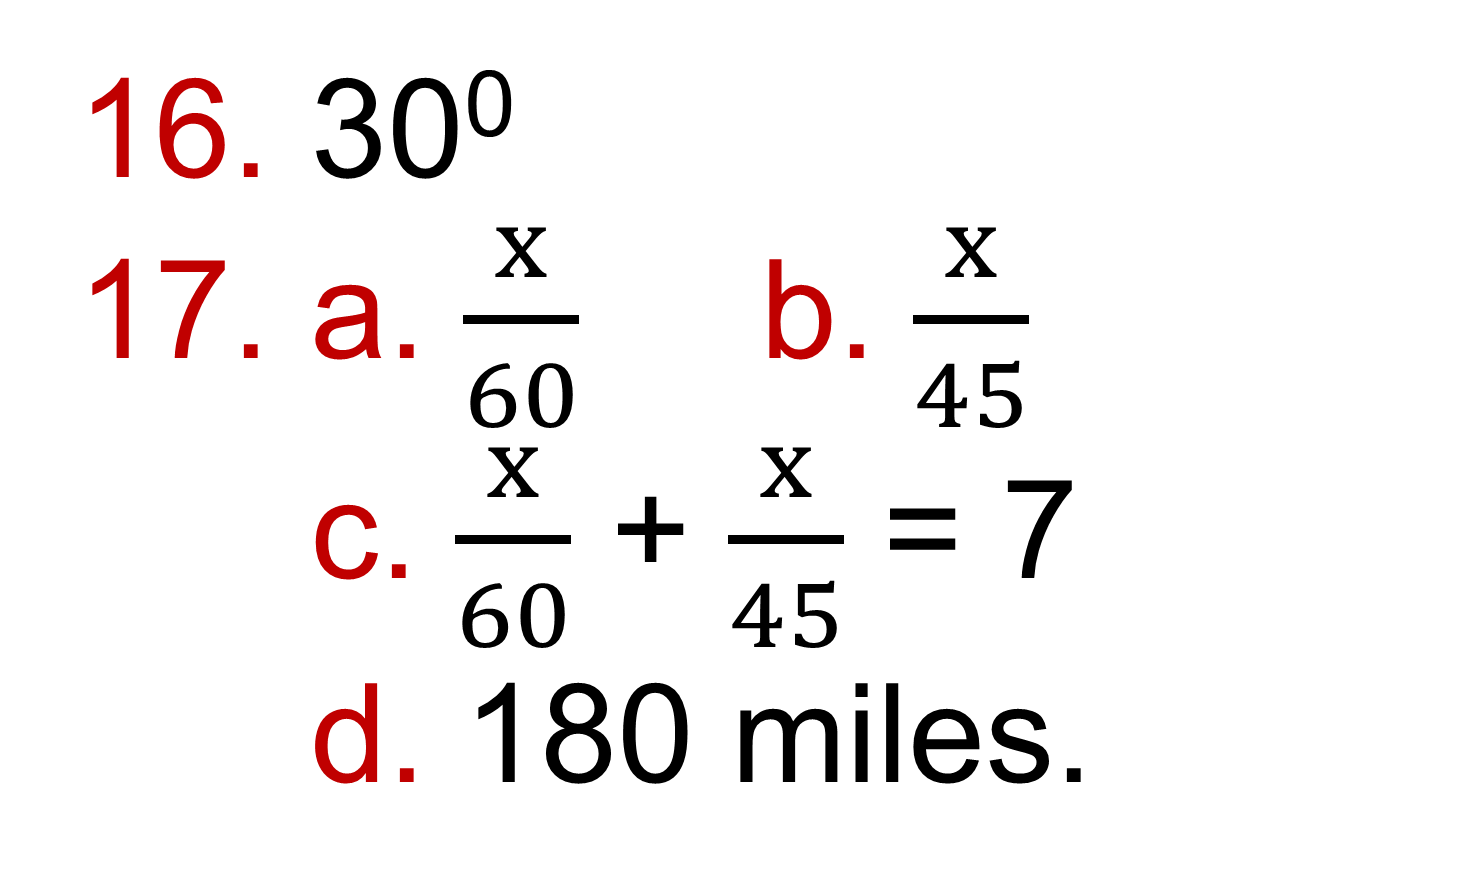 16. 30⁰
17. a. x/60 b. x/45
c. x/60 + x/45 = 7
d. 180 miles.